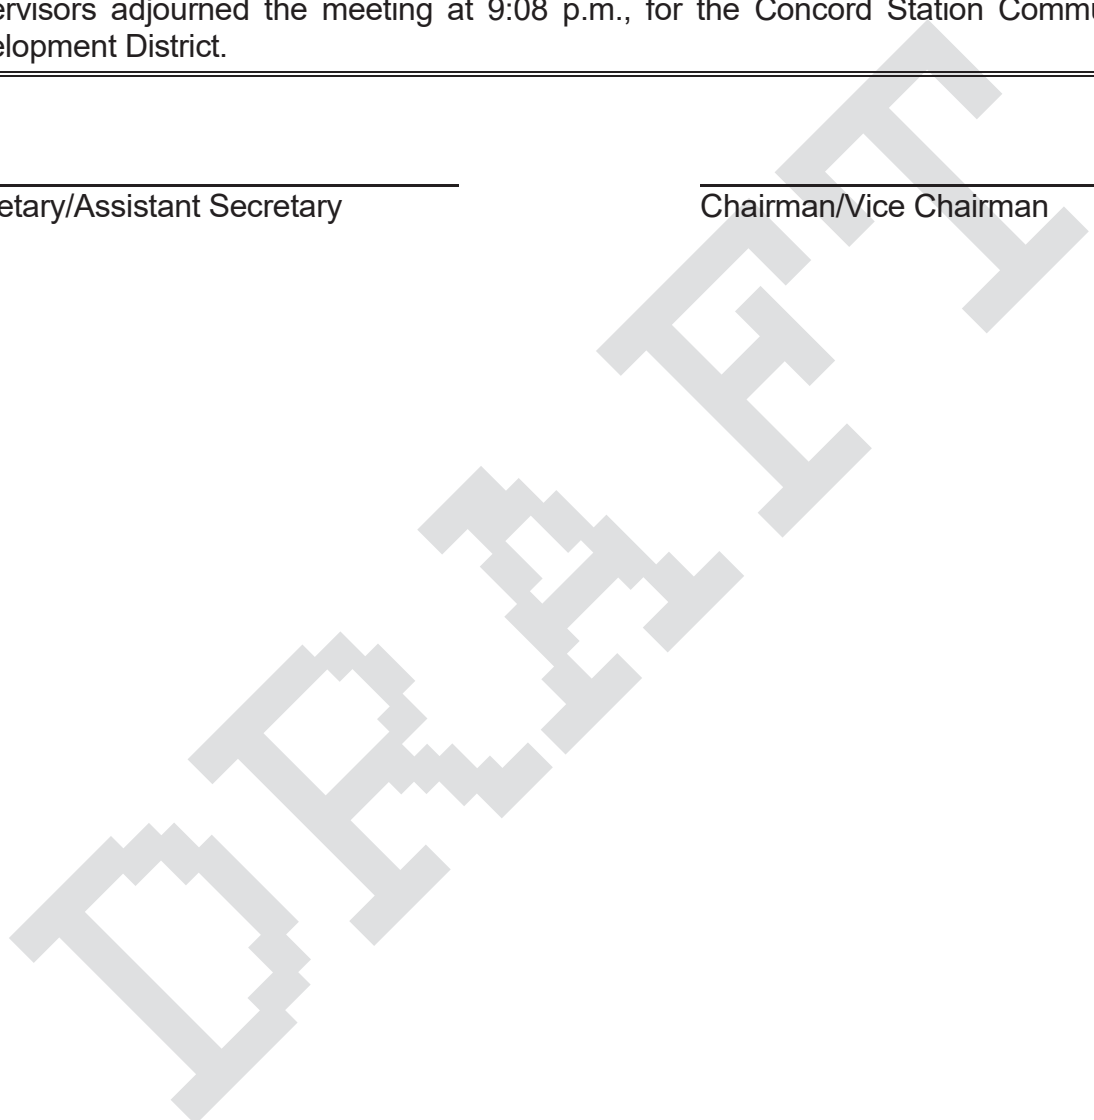 ervisors adjourned the meeting at 9:08 p.m., for the Concord Station Commu
elopment District.
etary/Assistant Secretary
Chairman/Vice Chairman
DRAFT